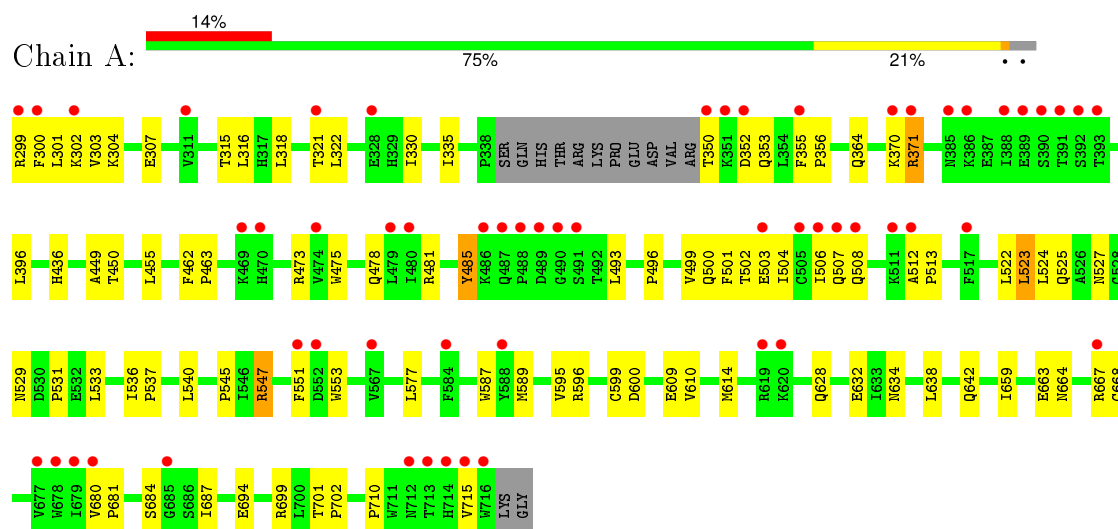 14%
Chain A:
75% 21% • •
R299 F300 L301 K302 V303 K304 E307 V311 T315 L316 H317 L318 T321 L322 E328 H329 I330 I335 P338 SER GLN HIS THR ARG LYS PRO GLU ASP VAL ARG T350 K351 D352 Q353 L354 F355 P356 Q364 K370 R371 N385 K386 E387 I388 E389 S390 T391 S392 T393
L396 H436 A449 T450 L455 F462 P463 K469 H470 R473 V474 W475 Q478 L479 I480 R481 Y485 K486 Q487 P488 D489 G490 S491 T492 L493 P496 V499 Q500 F501 T502 E503 I504 C505 I506 Q507 Q508 K511 A512 P513 F517 L522 L523 L524 Q525 A526 N527 G528
N529 D530 P531 E532 L533 I536 P537 L540 P545 I546 R547 F551 D552 W553 V567 L577 F584 W587 Y588 M589 V595 R596 C599 D600 E609 V610 M614 R619 K620 Q628 E632 I633 N634 L638 Q642 I659 E663 N664 R667 G668
V677 W678 I679 V680 P681 S684 G685 S686 I687 E694 R699 L700 T701 P702 P710 W711 N712 T713 H714 V715 W716 LYS GLY